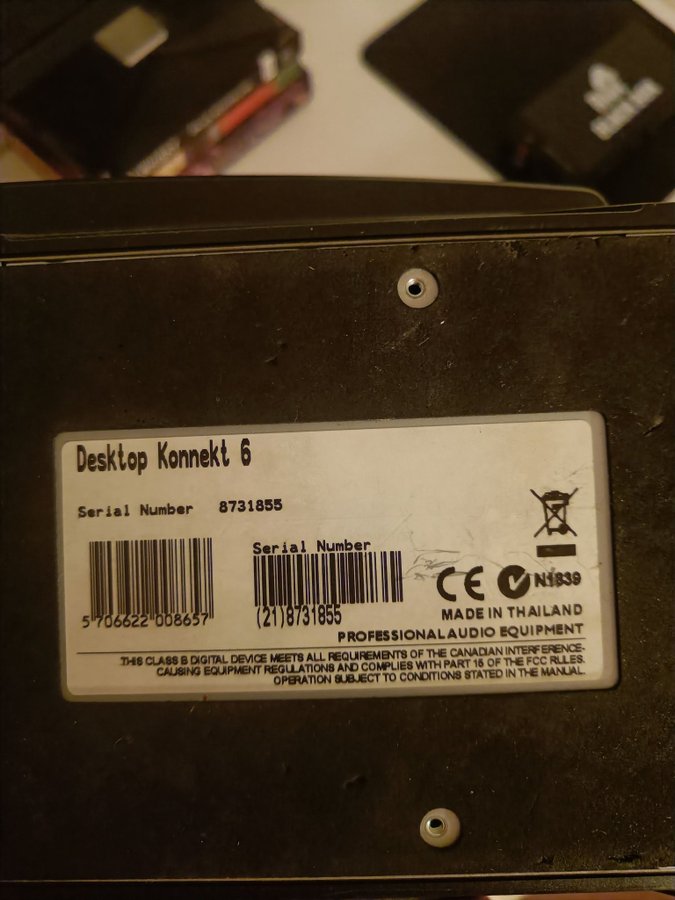 Desktop Konnekt 6
Serial Number 8731855
Serial Number
5 706622 008657
(21)8731855
CE N1839
MADE IN THAILAND
PROFESSIONAL AUDIO EQUIPMENT
THIS CLASS B DIGITAL DEVICE MEETS ALL REQUIREMENTS OF THE CANADIAN INTERFERENCE-
CAUSING EQUIPMENT REGULATIONS AND COMPLIES WITH PART 15 OF THE FCC RULES.
OPERATION SUBJECT TO CONDITIONS STATED IN THE MANUAL.